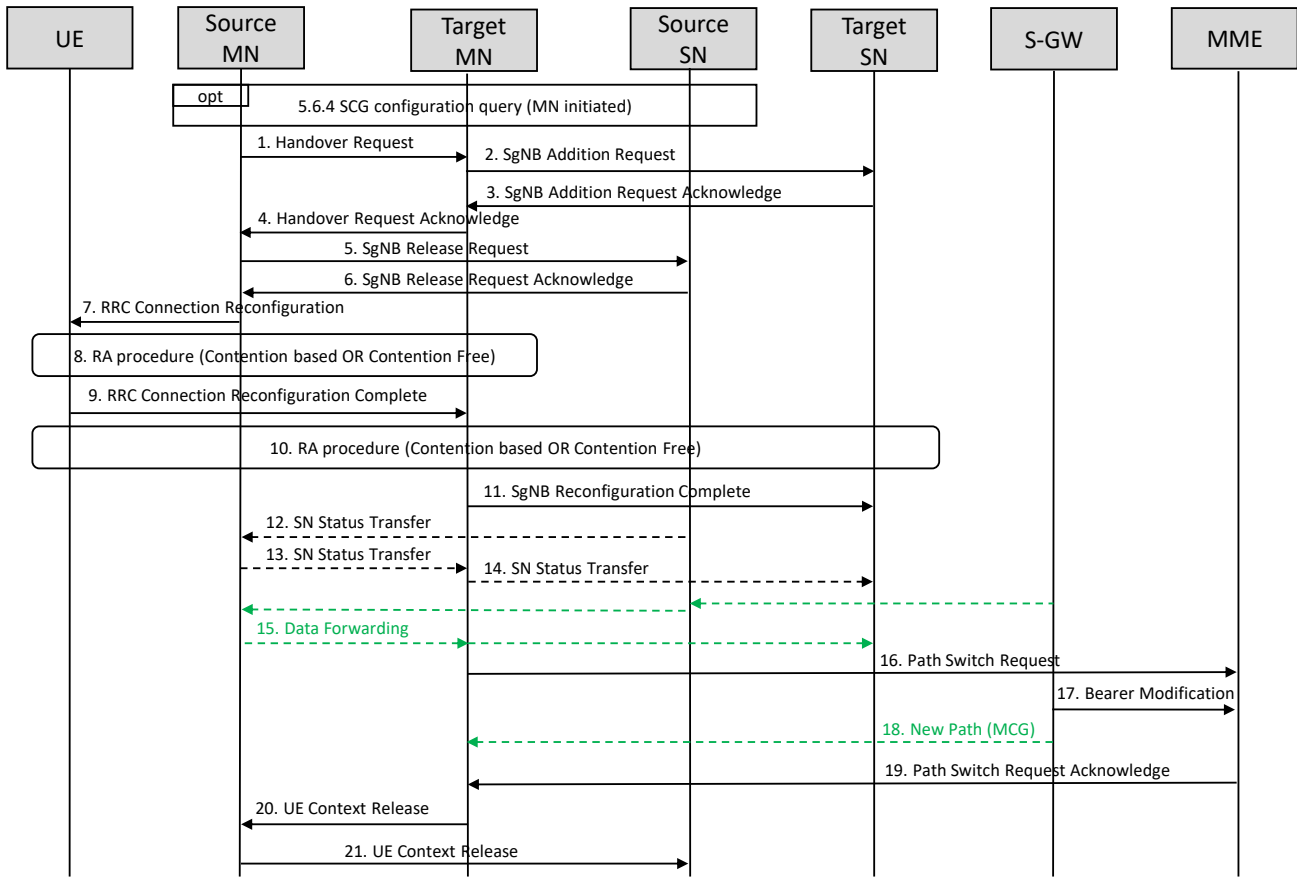 UE
Source
MN
Target
MN
Source
SN
Target
SN
S-GW
MME
opt
5.6.4 SCG configuration query (MN initiated)
1. Handover Request
2. SgNB Addition Request
3. SgNB Addition Request Acknowledge
4. Handover Request Acknowledge
5. SgNB Release Request
6. SgNB Release Request Acknowledge
7. RRC Connection Reconfiguration
8. RA procedure (Contention based OR Contention Free)
9. RRC Connection Reconfiguration Complete
10. RA procedure (Contention based OR Contention Free)
11. SgNB Reconfiguration Complete
12. SN Status Transfer
13. SN Status Transfer
14. SN Status Transfer
15. Data Forwarding
16. Path Switch Request
17. Bearer Modification
18. New Path (MCG)
19. Path Switch Request Acknowledge
20. UE Context Release
21. UE Context Release